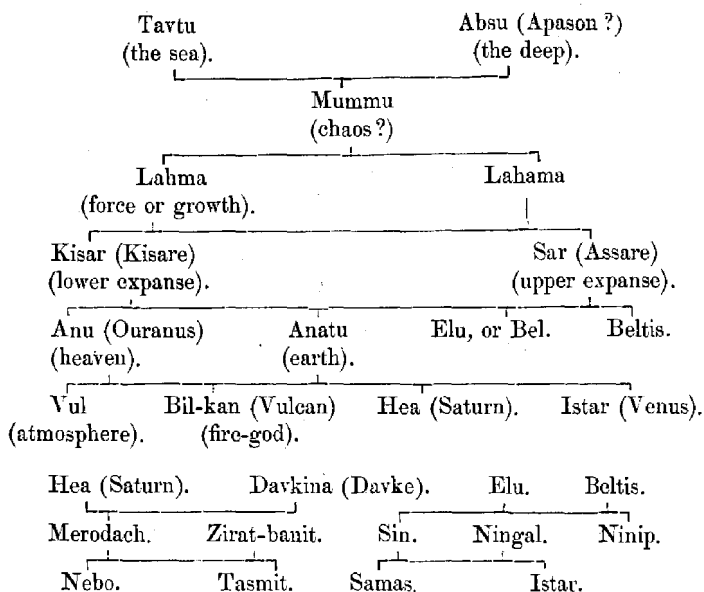 Tavtu Absu (Apason ?)
(the sea). (the deep).
Mummu
(chaos ?)
Lahma Lahama
(force or growth).
Kisar (Kisare) Sar (Assare)
(lower expanse). (upper expanse).
Anu (Ouranus) Anatu Elu, or Bel. Beltis.
(heaven). (earth).
Vul Bil-kan (Vulcan) Hea (Saturn). Istar (Venus).
(atmosphere). (fire-god).
Hea (Saturn). Davkina (Davke). Elu. Beltis.
Merodach. Zirat-banit. Sin. Ningal. Ninip.
Nebo. Tasmit. Samas. Istar.